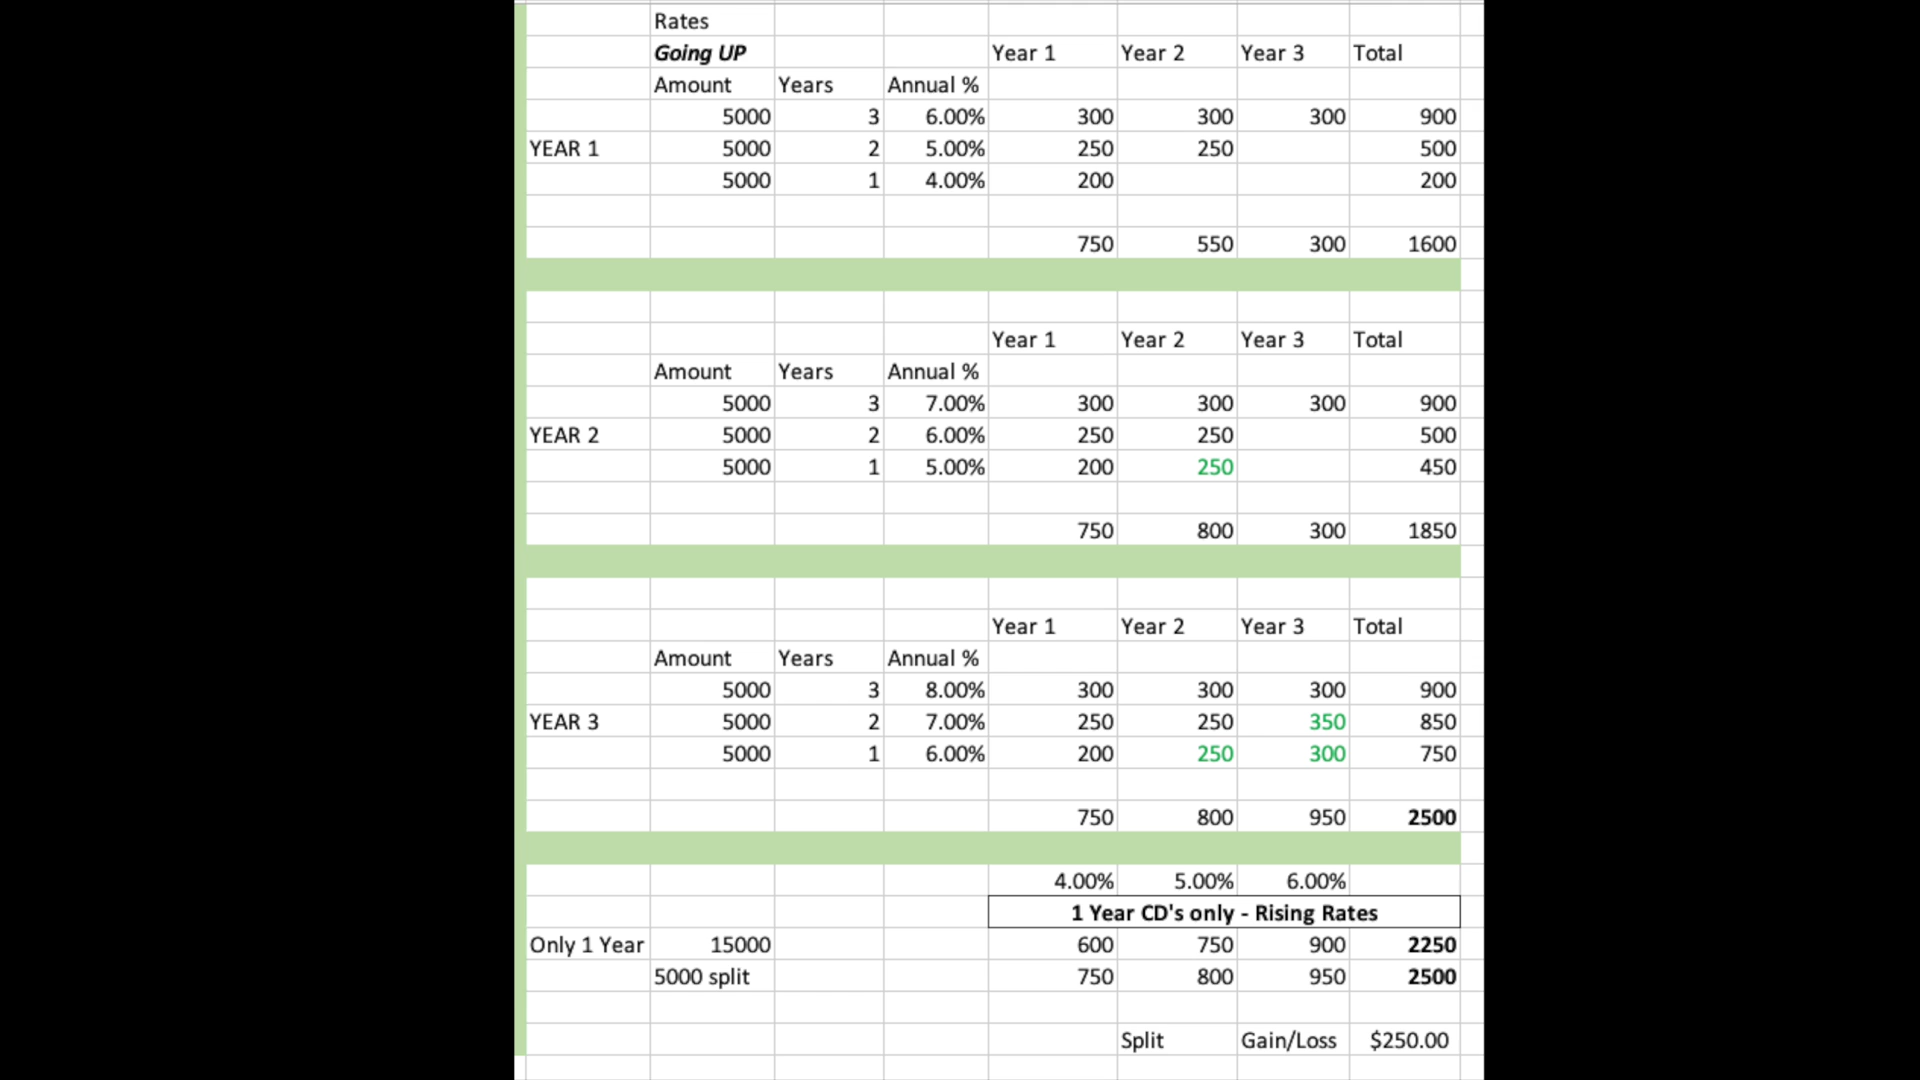 Rates
Going UP Year 1 Year 2 Year 3 Total
Amount Years Annual %
5000 3 6.00% 300 300 300 900
YEAR 1 5000 2 5.00% 250 250 500
5000 1 4.00% 200 200
750 550 300 1600
Year 1 Year 2 Year 3 Total
Amount Years Annual %
5000 3 7.00% 300 300 300 900
YEAR 2 5000 2 6.00% 250 250 500
5000 1 5.00% 200 250 450
750 800 300 1850
Year 1 Year 2 Year 3 Total
Amount Years Annual %
5000 3 8.00% 300 300 300 900
YEAR 3 5000 2 7.00% 250 250 350 850
5000 1 6.00% 200 250 300 750
750 800 950 2500
4.00% 5.00% 6.00%
1 Year CD's only - Rising Rates
Only 1 Year 15000 600 750 900 2250
5000 split 750 800 950 2500
Split Gain/Loss $250.00